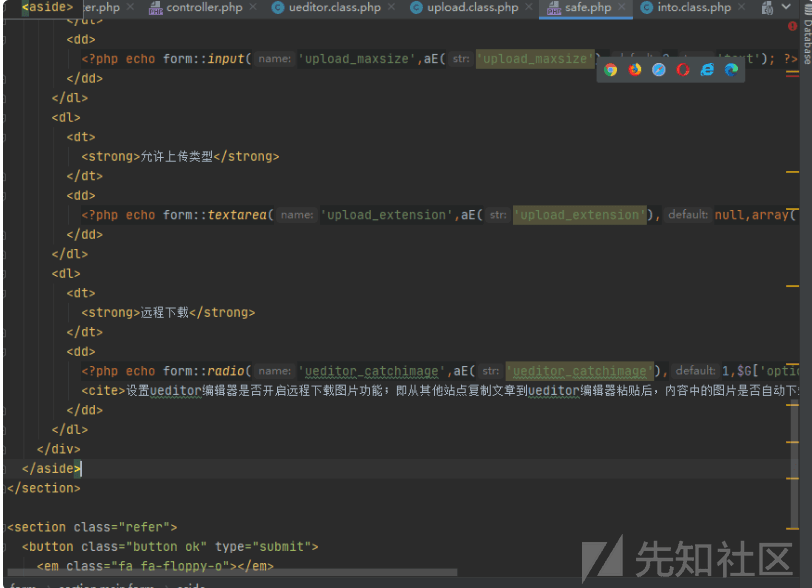 <aside> ter.php × controller.php × ueditor.class.php × upload.class.php × safe.php × into.class.php ×
Database
<dd>
<?php echo form::input( name: 'upload_maxsize',aE( str: 'upload_maxsize') 'text'); ?>
</dd>
</dl>
<dl>
<dt>
<strong>允许上传类型</strong>
</dt>
<dd>
<?php echo form::textarea( name: 'upload_extension',aE( str: 'upload_extension'), default: null,array(
</dd>
</dl>
<dl>
<dt>
<strong>远程下载</strong>
</dt>
<dd>
<?php echo form::radio( name: 'ueditor_catchimage',aE( str: 'ueditor_catchimage'), default: 1,$G['optio
<cite>设置ueditor编辑器是否开启远程下载图片功能；即从其他站点复制文章到ueditor编辑器粘贴后，内容中的图片是否自动下
</dd>
</dl>
</div>
</aside>
</section>
<section class="refer">
<button class="button ok" type="submit">
<em class="fa fa-floppy-o"></em>
先知社区